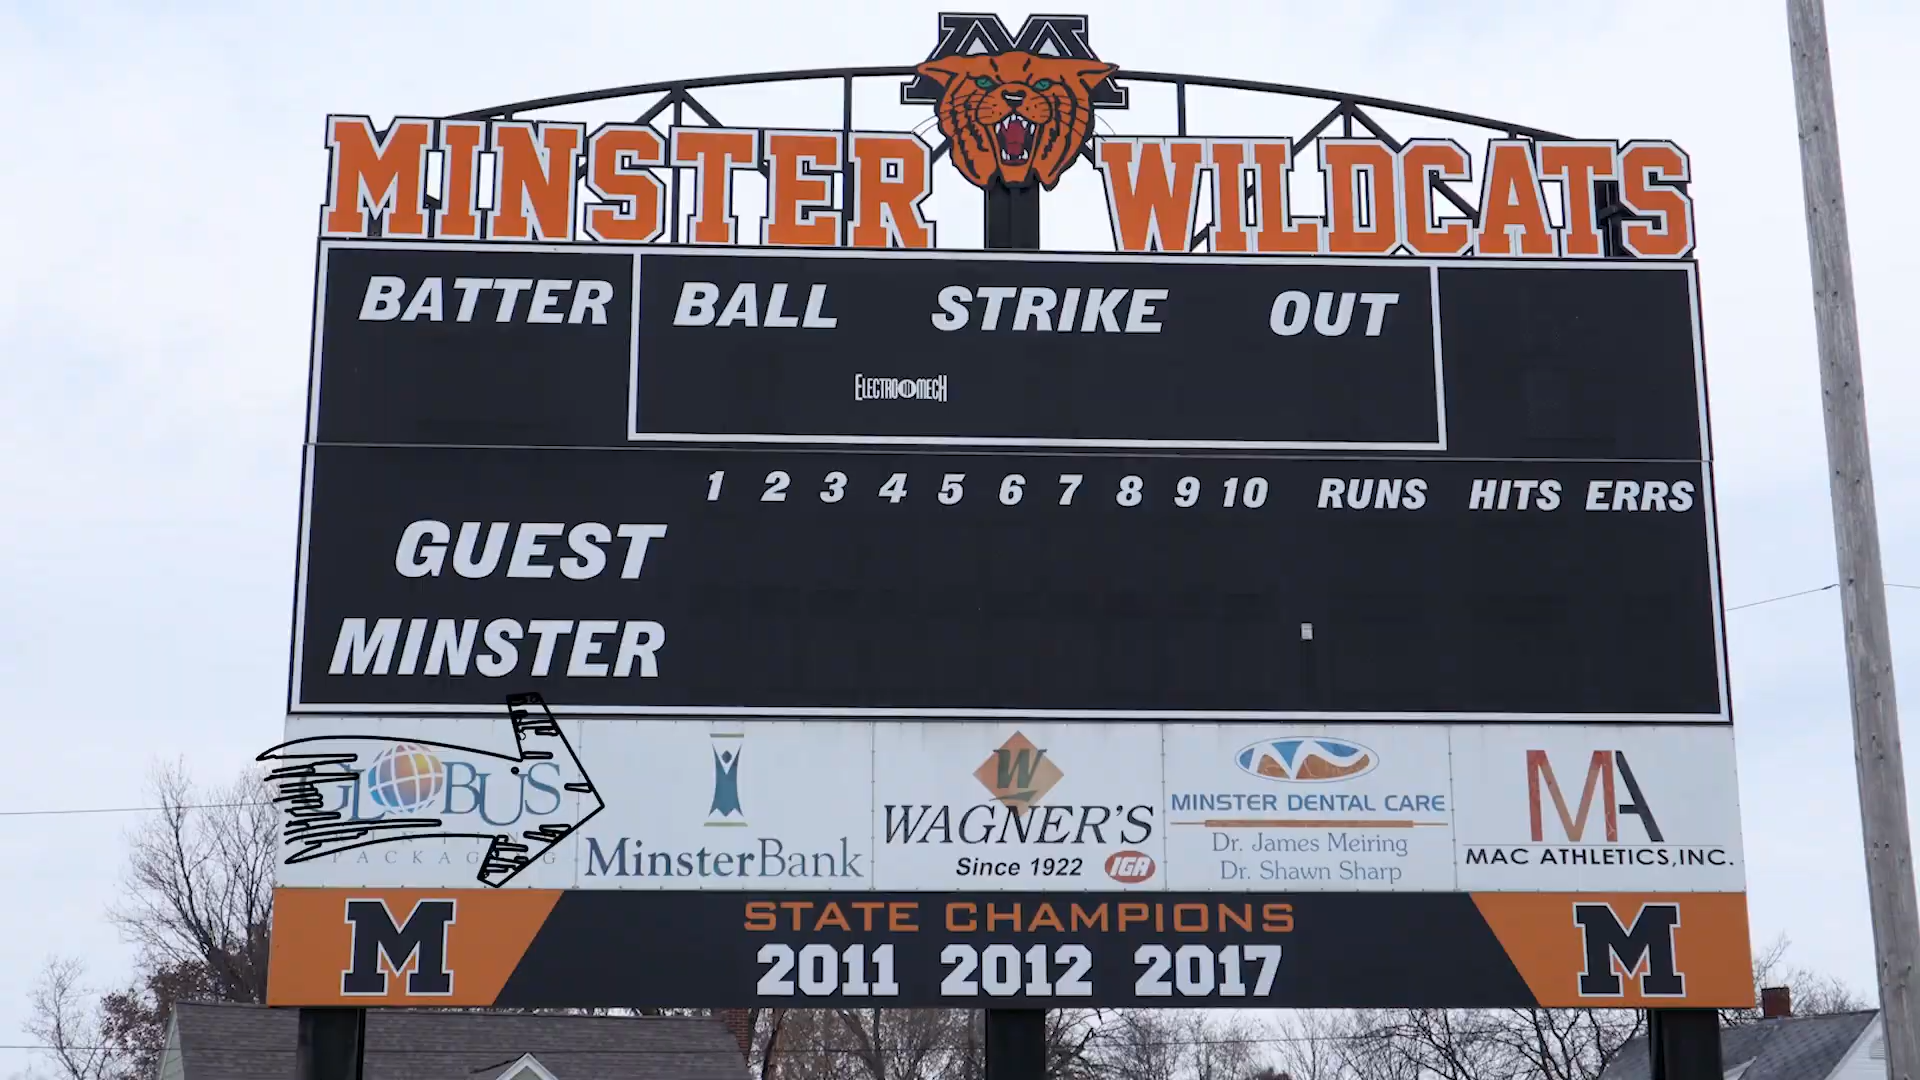 M
MINSTER WILDCATS
BATTER BALL STRIKE OUT
ELECTRO-MECH
1 2 3 4 5 6 7 8 9 10 RUNS HITS ERRS
GUEST
MINSTER
GLOBUS
PACKAGING
MinsterBank
W
WAGNER'S
Since 1922 IGA
MINSTER DENTAL CARE
Dr. James Meiring
Dr. Shawn Sharp
MA
MAC ATHLETICS,INC.
M STATE CHAMPIONS M
2011 2012 2017